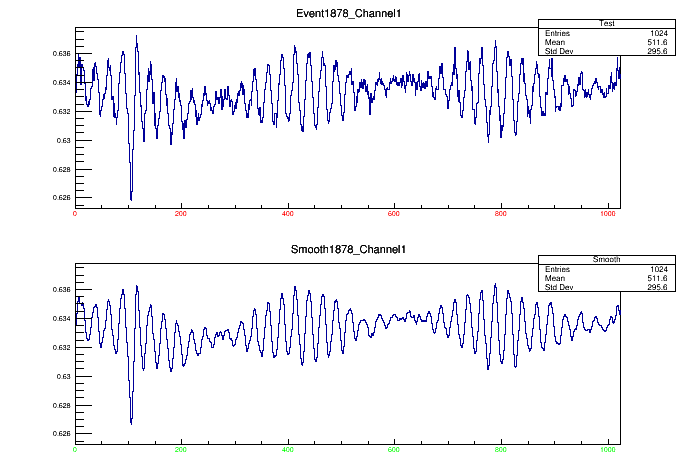 Event1878_Channel1
Test
Entries 1024
Mean 511.6
Std Dev 295.6
0.636
0.634
0.632
0.63
0.628
0.626
0 200 400 600 800 1000
Smooth1878_Channel1
Smooth
Entries 1024
Mean 511.6
Std Dev 295.6
0.636
0.634
0.632
0.63
0.628
0.626
0 200 400 600 800 1000